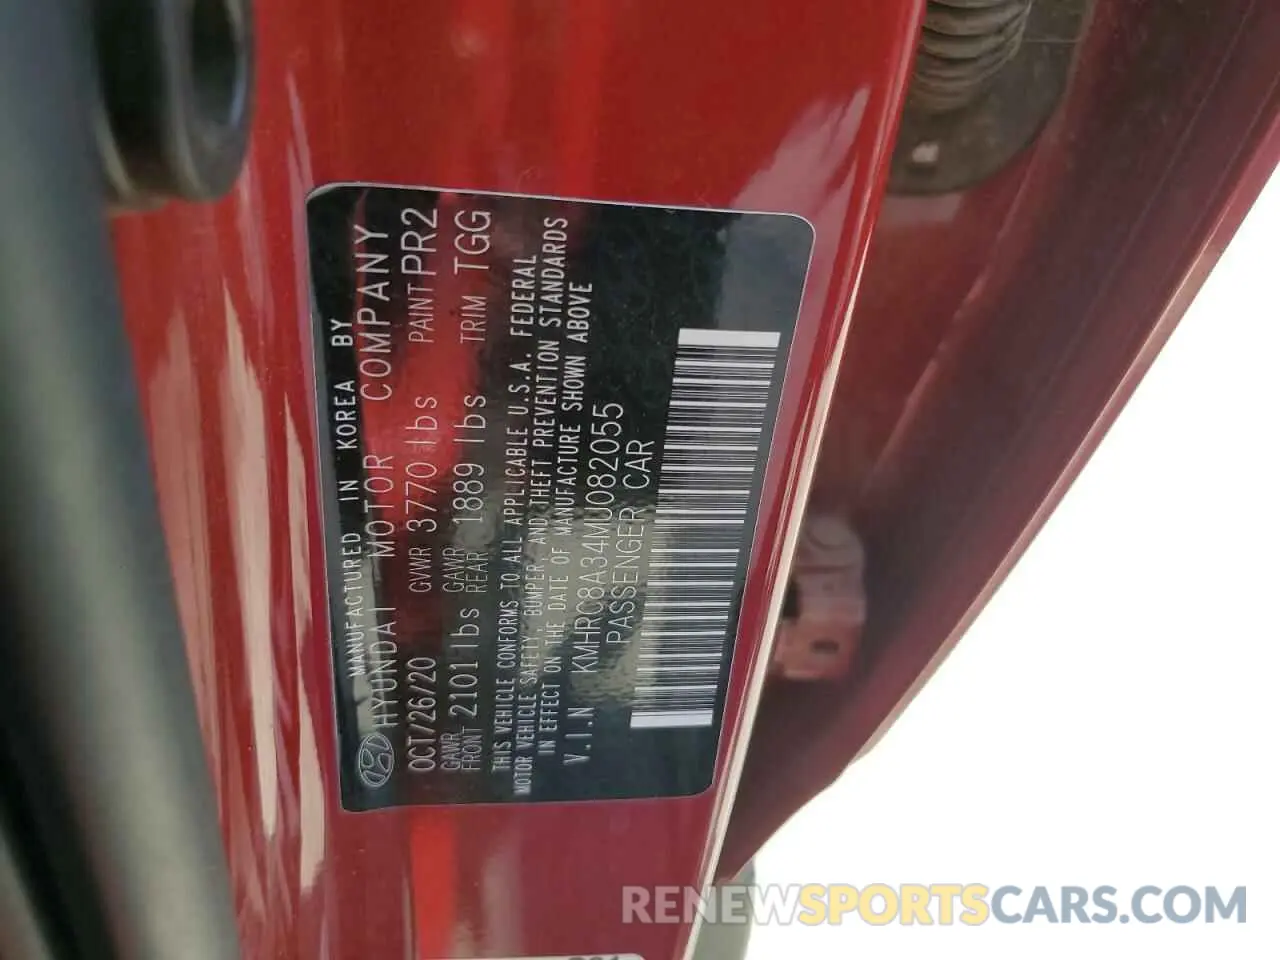 MANUFACTURED IN KOREA BY
HYUNDAI MOTOR COMPANY
OCT/26/20 GVWR 3770 lbs PAINT PR2
GAWR FRONT 2101 lbs GAWR REAR 1889 lbs TRIM TGG
THIS VEHICLE CONFORMS TO ALL APPLICABLE U.S.A. FEDERAL
MOTOR VEHICLE SAFETY, BUMPER, AND THEFT PREVENTION STANDARDS
IN EFFECT ON THE DATE OF MANUFACTURE SHOWN ABOVE
V.I.N KMHRC8A34MU082055
PASSENGER CAR
RENEWSPORTSCARS.COM